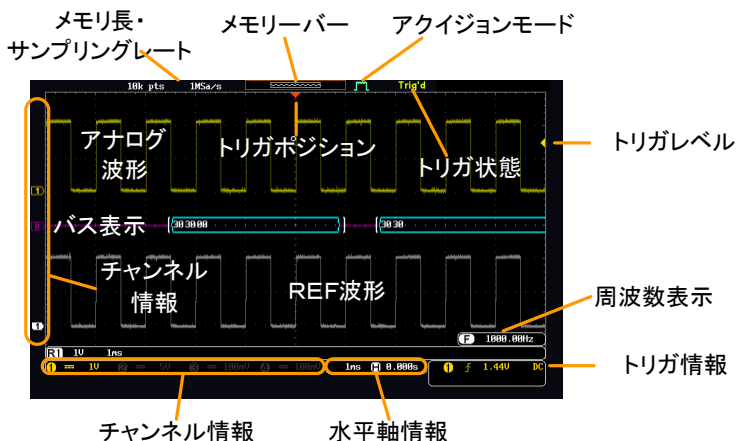 メモリ長・
サンプリングレート
メモリーバー
アクイジョンモード
10k pts
1MSa/s
Trig'd
アナログ
波形
トリガポジション
トリガ状態
トリガレベル
1
バス表示
B
303000
3030
チャンネル
情報
REF波形
周波数表示
1
F 1000.00Hz
R1 1V 1ms
1 1V
2 5V
3 100mV
4 100mV
1ms H 0.000s
1 1.44V DC
トリガ情報
チャンネル情報
水平軸情報